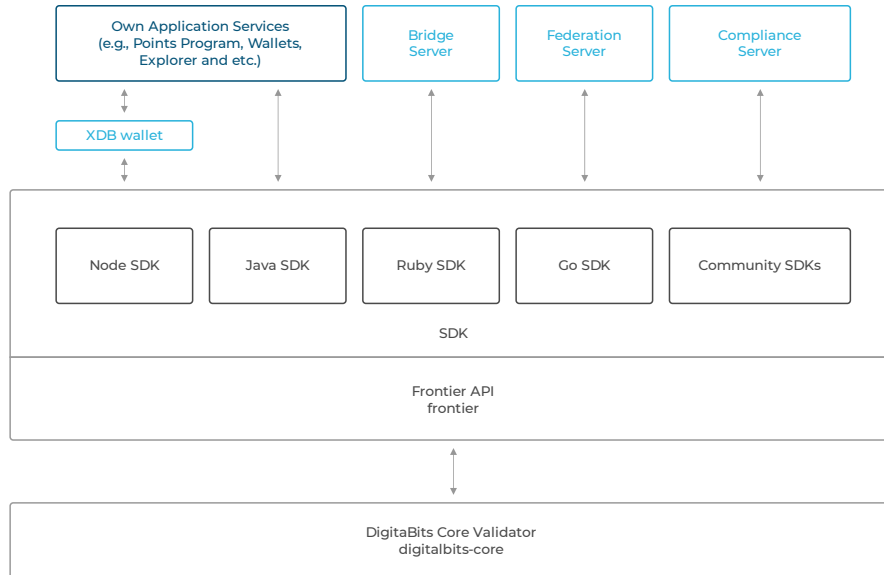 Own Application Services
(e.g., Points Program, Wallets,
Explorer and etc.)
Bridge
Server
Federation
Server
Compliance
Server
XDB wallet
Node SDK
Java SDK
Ruby SDK
Go SDK
Community SDKs
SDK
Frontier API
frontier
DigitaBits Core Validator
digitalbits-core